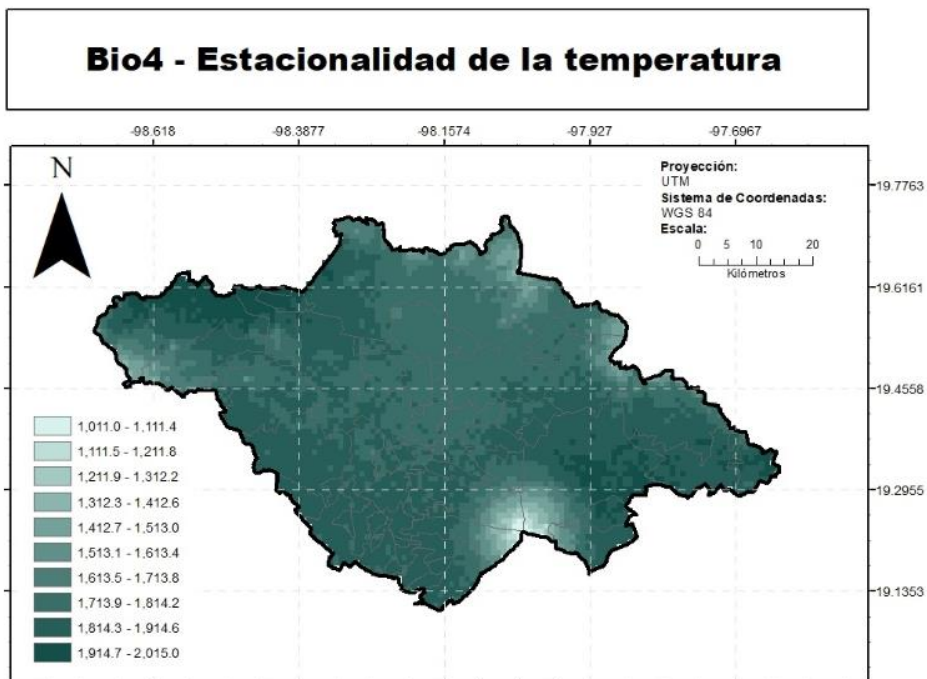 Bio4 - Estacionalidad de la temperatura
-98.618 -98.3877 -98.1574 -97.927 -97.6967
N
Proyección:
UTM
Sistema de Coordenadas:
WGS 84
Escala:
0 5 10 20
Kilómetros
19.7763
19.6161
19.4558
19.2955
19.1353
1,011.0 - 1,111.4
1,111.5 - 1,211.8
1,211.9 - 1,312.2
1,312.3 - 1,412.6
1,412.7 - 1,513.0
1,513.1 - 1,613.4
1,613.5 - 1,713.8
1,713.9 - 1,814.2
1,814.3 - 1,914.6
1,914.7 - 2,015.0